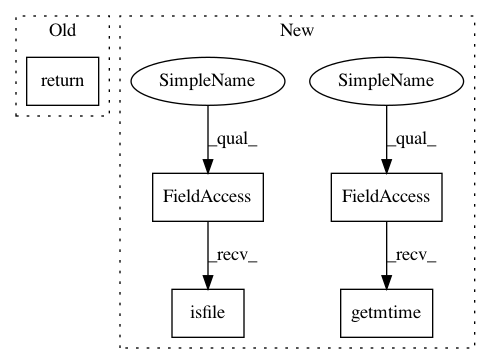 Old
New
return
SimpleName
SimpleName
_qual_
_qual_
FieldAccess
FieldAccess
_recv_
_recv_
isfile
getmtime